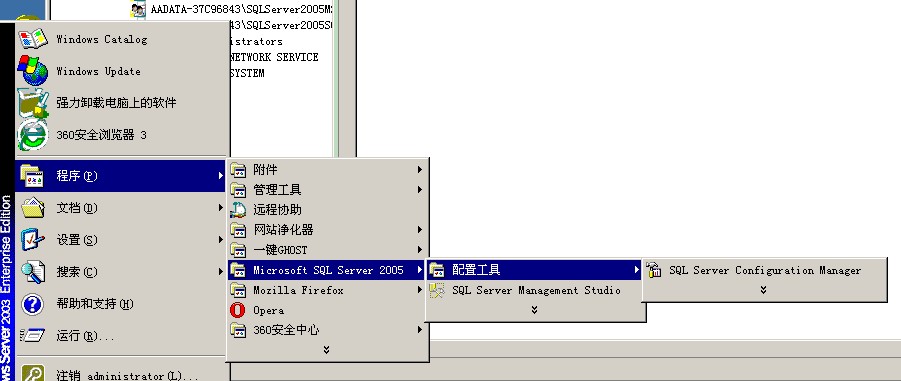 AADATA-37C96843\SQLServer2005M
43\SQLServer2005S
istrators
NETWORK SERVICE
SYSTEM
Windows Catalog
Windows Update
强力卸载电脑上的软件
360安全浏览器 3
程序(P)
文档(D)
设置(S)
搜索(C)
帮助和支持(H)
运行(R)...
注销 administrator(L)...
ws Server 2003 Enterprise Edition
附件
管理工具
远程协助
网站净化器
一键GHOST
Microsoft SQL Server 2005
Mozilla Firefox
Opera
360安全中心
配置工具
SQL Server Management Studio
SQL Server Configuration Manager